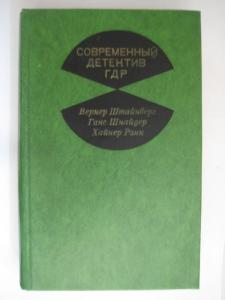 СОВРЕМЕННЫЙ
ДЕТЕКТИВ
ГДР
Вернер Штайнберг
Ганс Шнайдер
Хайнер Ранк